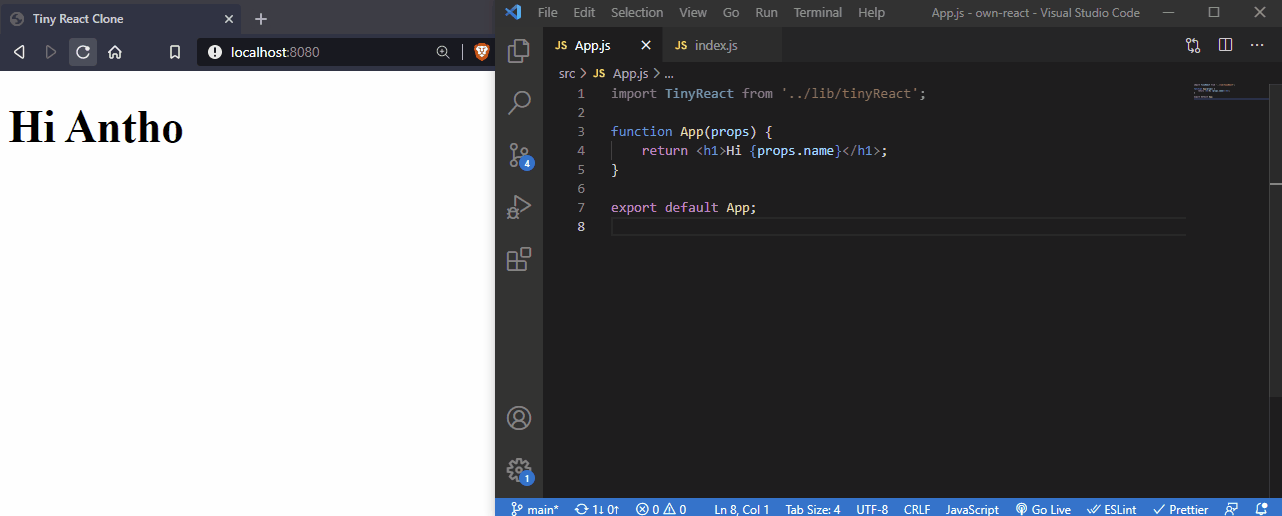 Tiny React Clone
localhost:8080
Hi Antho
File Edit Selection View Go Run Terminal Help App.js - own-react - Visual Studio Code
JS App.js JS index.js
src > JS App.js > ...
1 import TinyReact from '../lib/tinyReact';
2
3 function App(props) {
4     return <h1>Hi {props.name}</h1>;
5 }
6
7 export default App;
8
4
1
main* 1↓ 0↑ 0 0 Ln 8, Col 1 Tab Size: 4 UTF-8 CRLF JavaScript Go Live ESLint Prettier